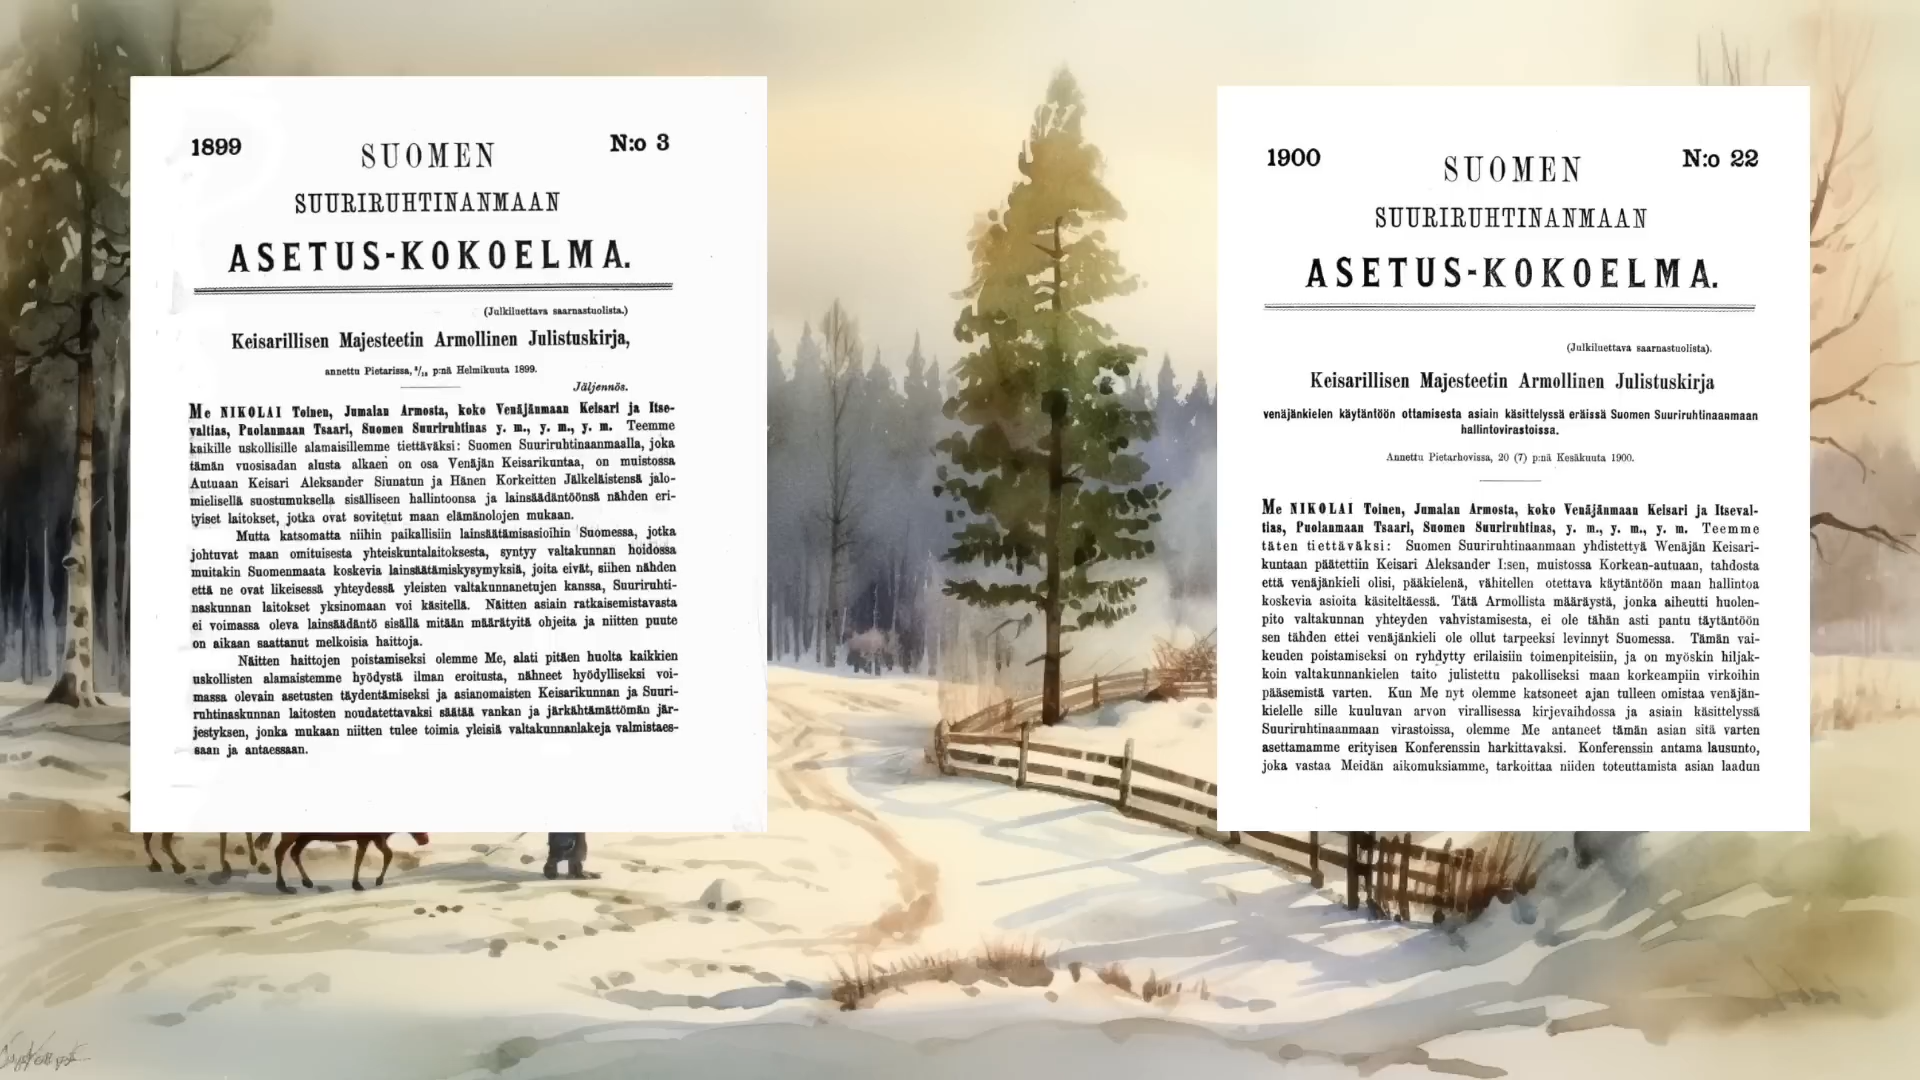 1899
N:o 3
SUOMEN
SUURIRUHTINANMAAN
ASETUS-KOKOELMA.
(Julkiluettava saarnastuolista.)
Keisarillisen Majesteetin Armollinen Julistuskirja,
annettu Pietarissa, 3/15 p:nä Helmikuuta 1899.
Jäljennös.
Me NIKOLAI Toinen, Jumalan Armosta, koko Venäjänmaan Keisari ja Itse-
valtias, Puolanmaan Tsaari, Suomen Suuriruhtinas y. m., y. m., y. m. Teemme
kaikille uskollisille alamaisillemme tiettäväksi: Suomen Suuriruhtinaanmaalla, joka
tämän vuosisadan alusta alkaen on osa Venäjän Keisarikuntaa, on muistossa
Autuaan Keisari Aleksander Siunatun ja Hänen Korkeitten Jälkeläistensä jalo-
mielisellä suostumuksella sisälliseen hallintoonsa ja lainsäädäntöönsä nähden eri-
tyiset laitokset, jotka ovat sovitetut maan elämänolojen mukaan.
Mutta katsomatta niihin paikallisiin lainsäätämisasioihin Suomessa, jotka
johtuvat maan omituisesta yhteiskuntalaitoksesta, syntyy valtakunnan hoidossa
muitakin Suomenmaata koskevia lainsäätämiskysymyksiä, joita eivät, siihen nähden
että ne ovat likeisessä yhteydessä yleisten valtakunnanetujen kanssa, Suuriruhti-
naskunnan laitokset yksinomaan voi käsitellä. Näitten asiain ratkaisemistavasta
ei voimassa oleva lainsäädäntö sisällä mitään määrätyitä ohjeita ja niitten puute
on aikaan saattanut melkoisia haittoja.
Näitten haittojen poistamiseksi olemme Me, alati pitäen huolta kaikkien
uskollisten alamaistemme hyödystä ilman eroitusta, nähneet hyödylliseksi voi-
massa olevain asetusten täydentämiseksi ja asianomaisten Keisarikunnan ja Suuri-
ruhtinaskunnan laitosten noudatettavaksi säätää vankan ja järkähtämättömän jär-
jestyksen, jonka mukaan niitten tulee toimia yleisiä valtakunnanlakeja valmistaes-
saan ja antaessaan.
1900
N:o 22
SUOMEN
SUURIRUHTINANMAAN
ASETUS-KOKOELMA.
(Julkiluettava saarnastuolista).
Keisarillisen Majesteetin Armollinen Julistuskirja
venäjänkielen käytäntöön ottamisesta asiain käsittelyssä eräissä Suomen Suuriruhtinaanmaan
hallintovirastoissa.
Annettu Pietarhovissa, 20 (7) p:nä Kesäkuuta 1900.
Me NIKOLAI Toinen, Jumalan Armosta, koko Venäjänmaan Keisari ja Itseval-
tias, Puolanmaan Tsaari, Suomen Suuriruhtinas, y. m., y. m., y. m. Teemme
täten tiettäväksi: Suomen Suuriruhtinaanmaan yhdistettyä Wenäjän Keisari-
kuntaan päätettiin Keisari Aleksander I:sen, muistossa Korkean-autuaan, tahdosta
että venäjänkieli olisi, pääkielenä, vähitellen otettava käytäntöön maan hallintoa
koskevia asioita käsiteltäessä. Tätä Armollista määräystä, jonka aiheutti huolen-
pito valtakunnan yhteyden vahvistamisesta, ei ole tähän asti pantu täytäntöön
sen tähden ettei venäjänkieli ole ollut tarpeeksi levinnyt Suomessa. Tämän vai-
keuden poistamiseksi on ryhdytty erilaisiin toimenpiteisiin, ja on myöskin hiljak-
koin valtakunnankielen taito julistettu pakolliseksi maan korkeampiin virkoihin
pääsemistä varten. Kun Me nyt olemme katsoneet ajan tulleen omistaa venäjän-
kielelle sille kuuluvan arvon virallisessa kirjevaihdossa ja asiain käsittelyssä
Suuriruhtinaanmaan virastoissa, olemme Me antaneet tämän asian sitä varten
asettamamme erityisen Konferenssin harkittavaksi. Konferenssin antama lausunto,
joka vastaa Meidän aikomuksiamme, tarkoittaa niiden toteuttamista asian laadun